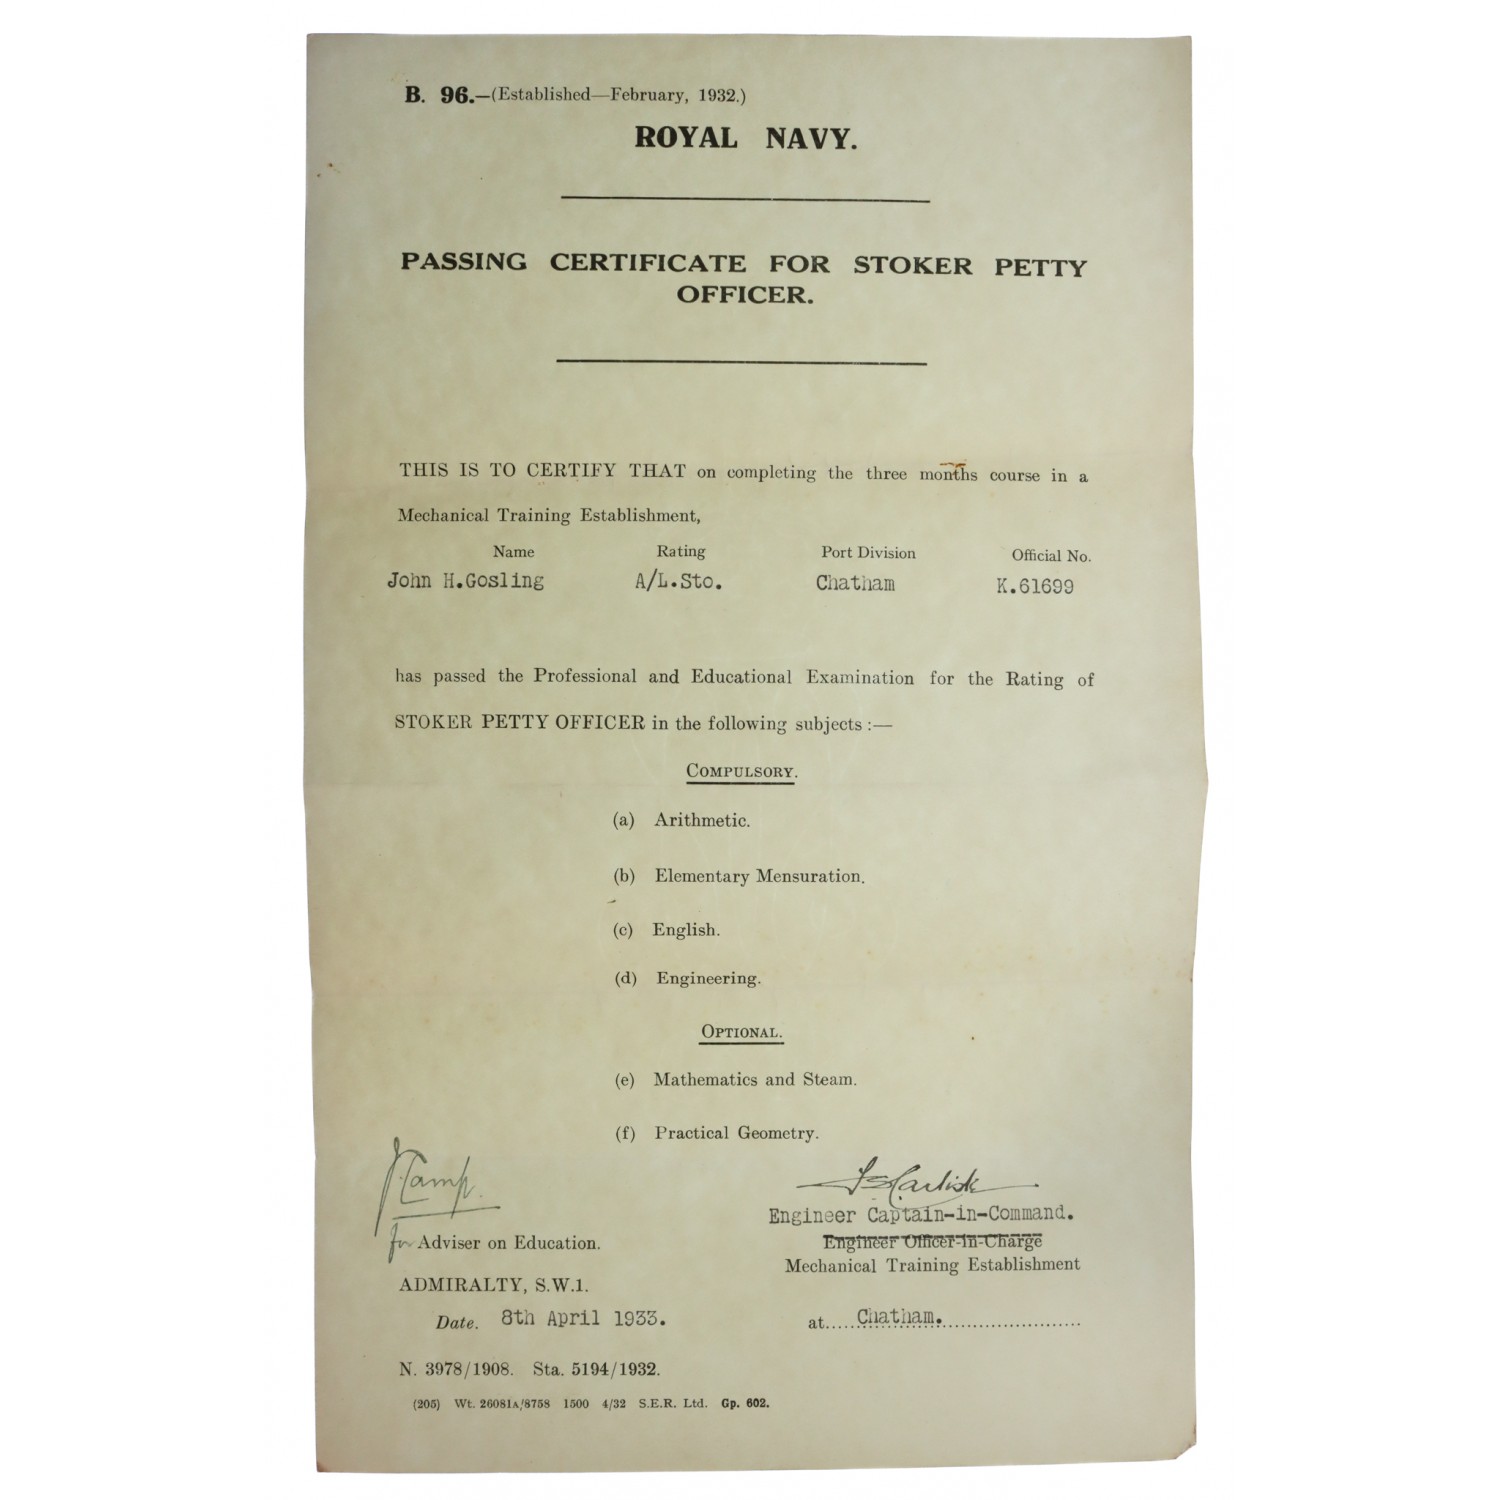 B. 96.—(Established—February, 1932.)
ROYAL NAVY.
PASSING CERTIFICATE FOR STOKER PETTY
OFFICER.
THIS IS TO CERTIFY THAT on completing the three months course in a
Mechanical Training Establishment,
Name Rating Port Division Official No.
John H.Gosling A/L.Sto. Chatham K.61699
has passed the Professional and Educational Examination for the Rating of
STOKER PETTY OFFICER in the following subjects :—
COMPULSORY.
(a) Arithmetic.
(b) Elementary Mensuration.
(c) English.
(d) Engineering.
OPTIONAL.
(e) Mathematics and Steam.
(f) Practical Geometry.
Camp.
for Adviser on Education.
ADMIRALTY, S.W.1.
Date. 8th April 1933.
Carlisle
Engineer Captain-in-Command.
Engineer Officer-in-Charge
Mechanical Training Establishment
at.....Chatham.........................
N. 3978/1908. Sta. 5194/1932.
(205) Wt. 26081A/8758 1500 4/32 S.E.R. Ltd. Gp. 602.